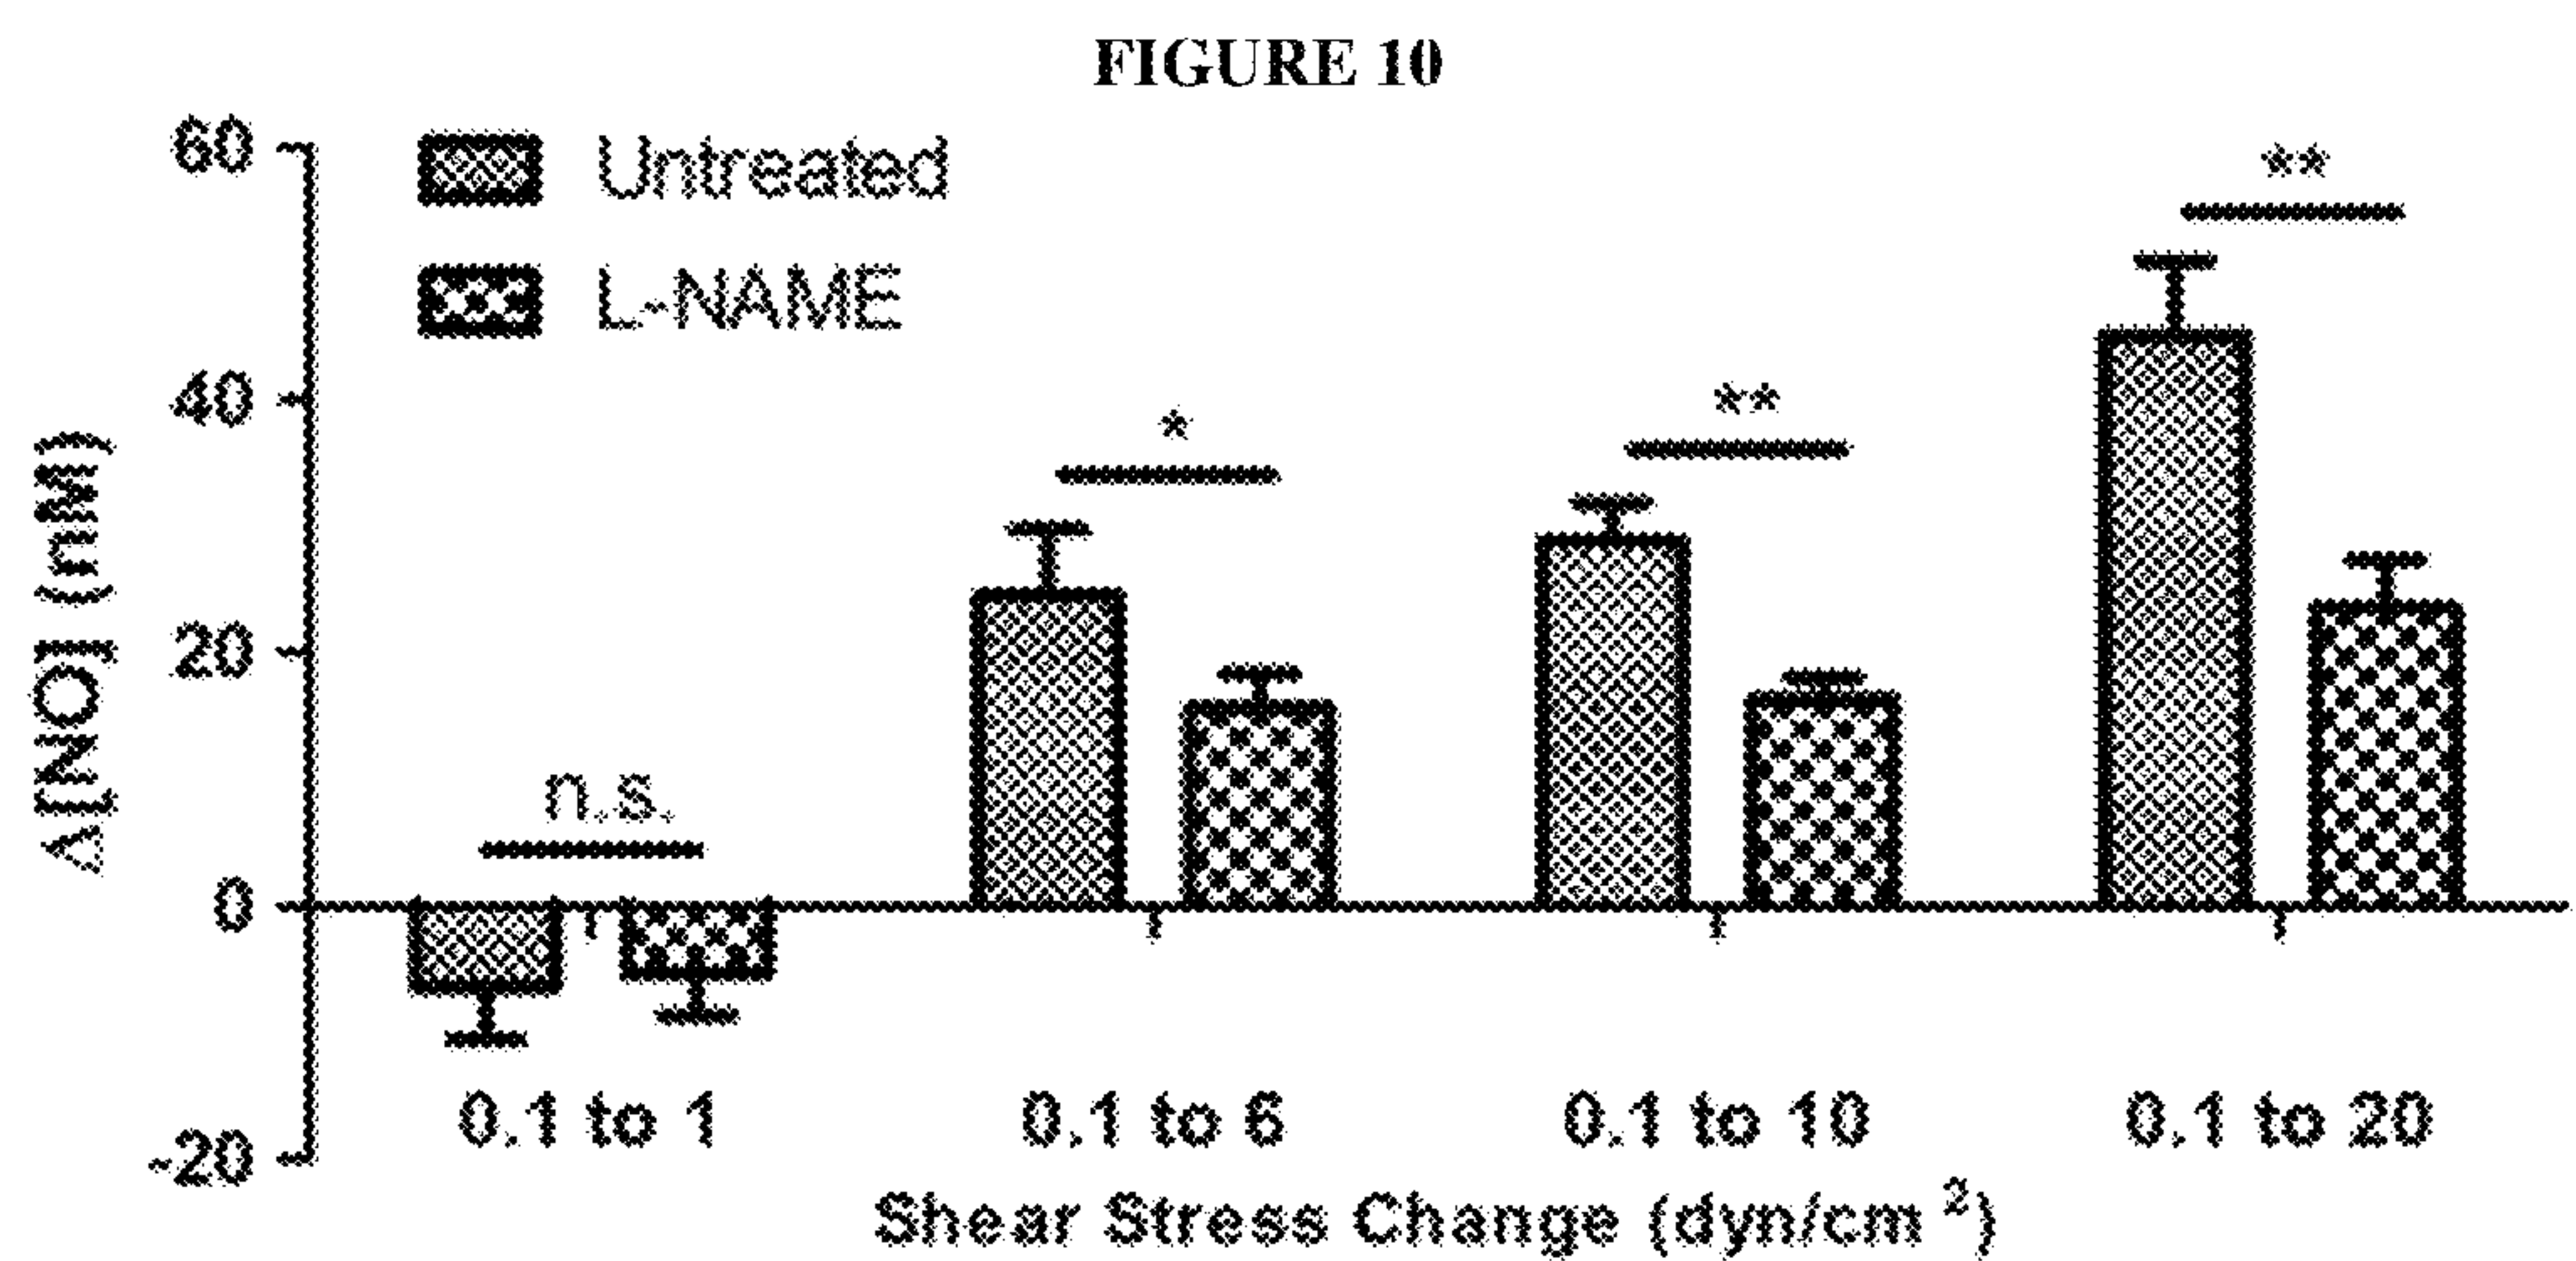 FIGURE 10
60
40
20
0
-20
Δ[NO] (nM)
Untreated
L-NAME
n.s.
*
**
**
0.1 to 1
0.1 to 6
0.1 to 10
0.1 to 20
Shear Stress Change (dyn/cm ²)